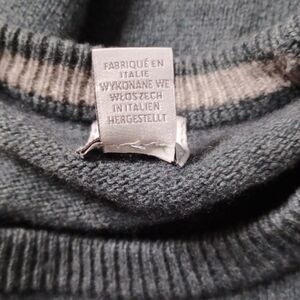 FABRIQUÉ EN
ITALIE
WYKONANE WE
WŁOSZECH
IN ITALIEN
HERGESTELLT